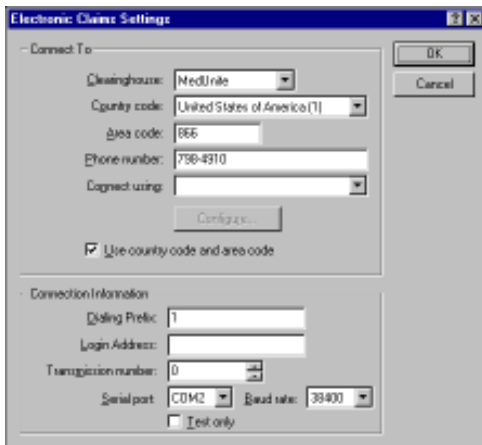 Electronic Claims Settings
Connect To
OK
Clearinghouse: MedUnite
Cancel
Country code: United States of America (1)
Area code: 866
Phone number: 798-4910
Connect using:
Configure...
Use country code and area code
Connection Information
Dialing Prefix: 1
Login Address:
Transmission number: 0
Serial port: COM2 Baud rate: 38400
Test only